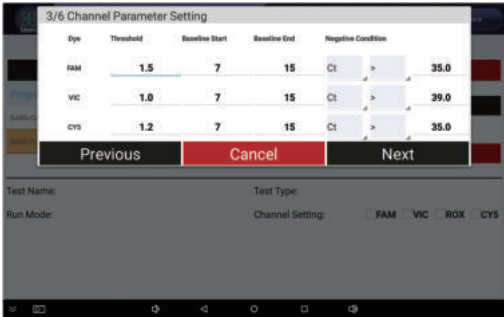 3/6 Channel Parameter Setting
Dye Threshold Baseline Start Baseline End Negative Condition
FAM 1.5 7 15 Ct > 35.0
VIC 1.0 7 15 Ct > 39.0
CY5 1.2 7 15 Ct > 35.0
Previous Cancel Next
Test Name: Test Type:
Run Mode: Channel Setting: FAM VIC ROX CY5